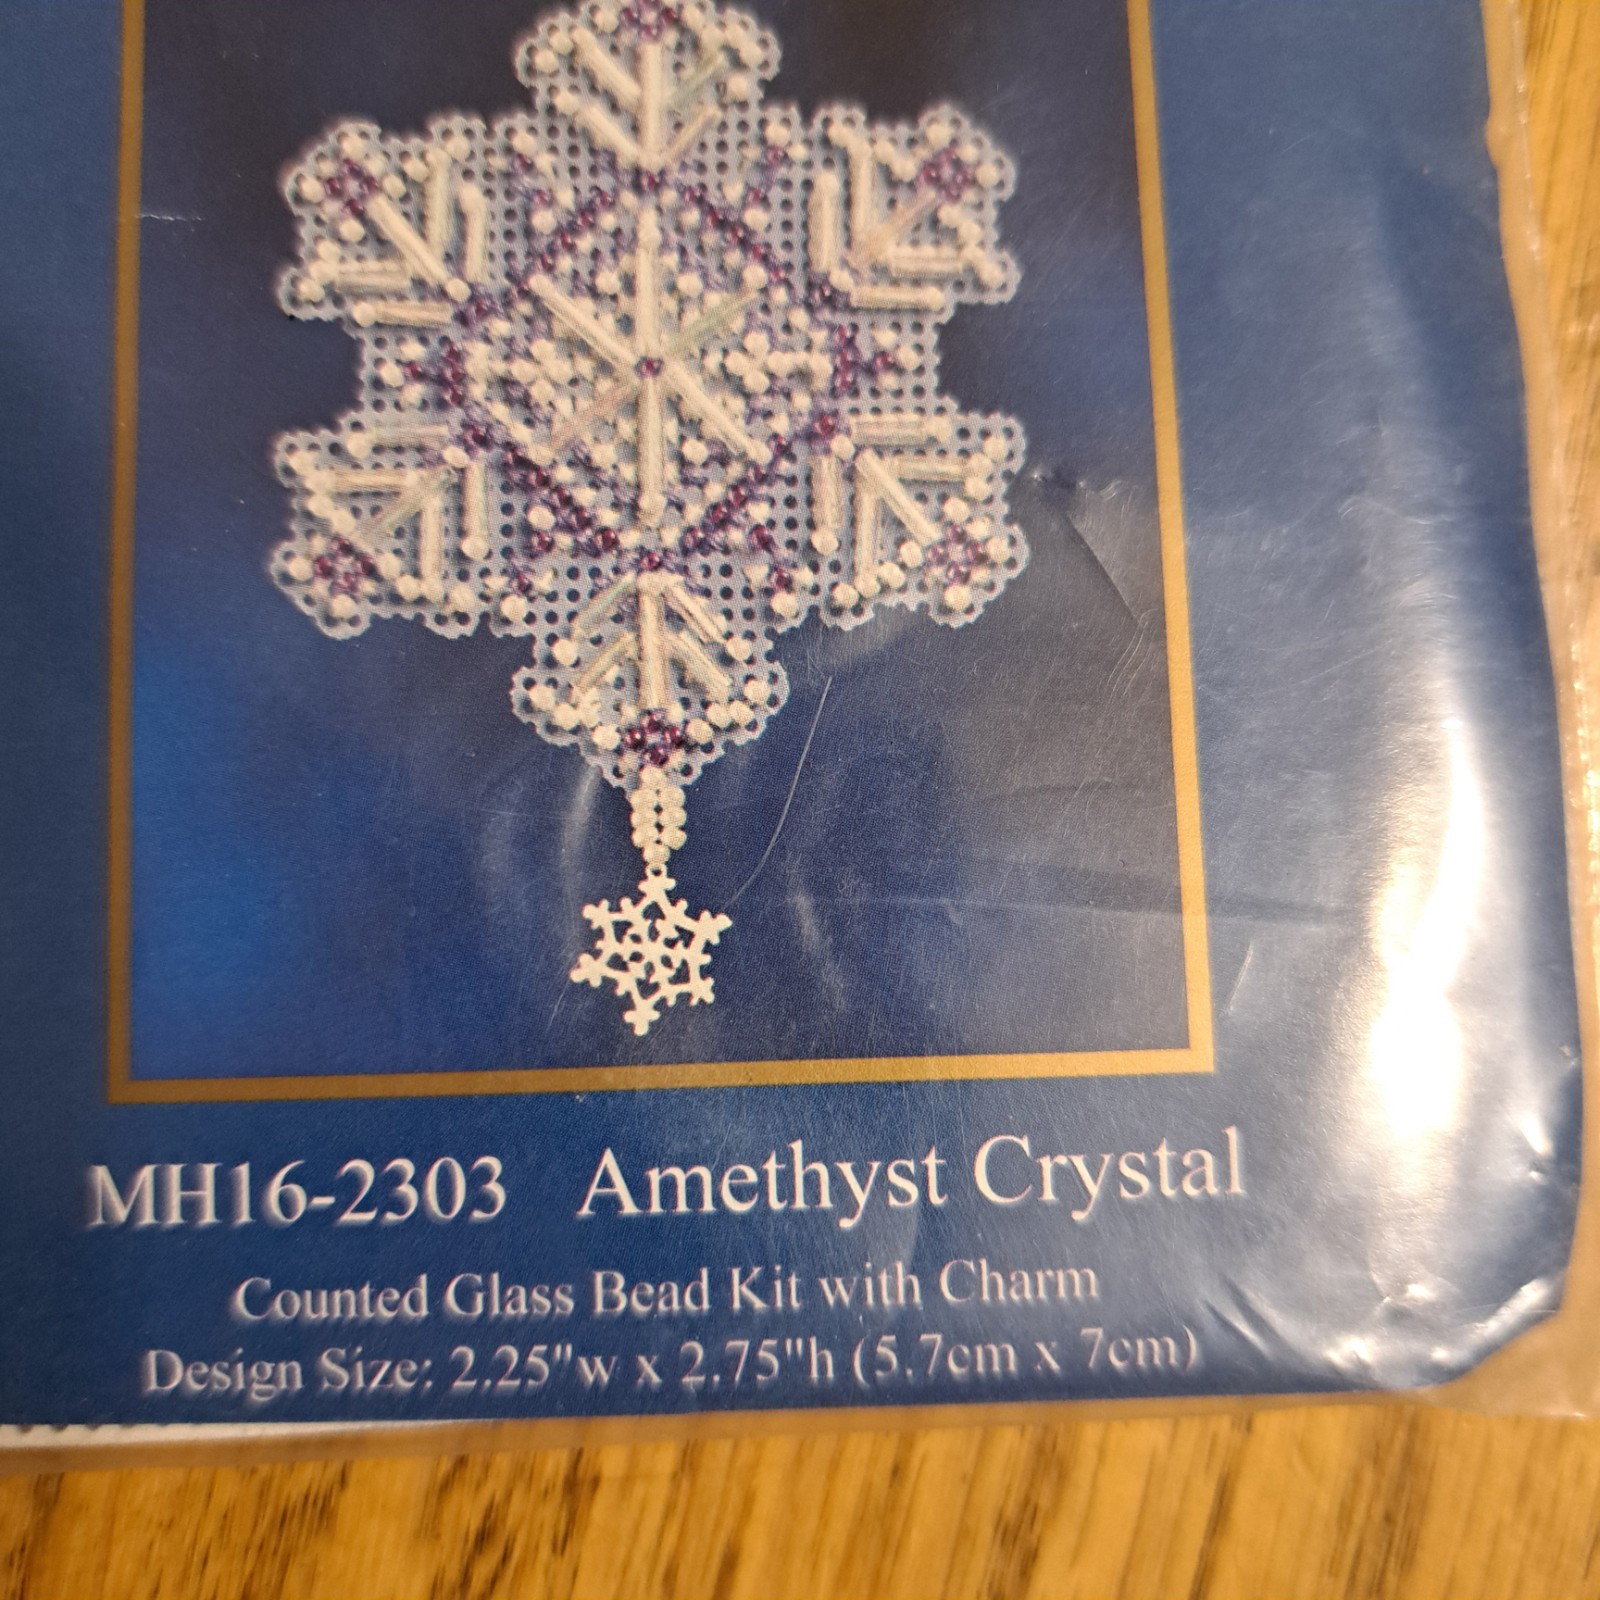 MH16-2303 Amethyst Crystal
Counted Glass Bead Kit with Charm
Design Size: 2.25"w x 2.75"h (5.7cm x 7cm)